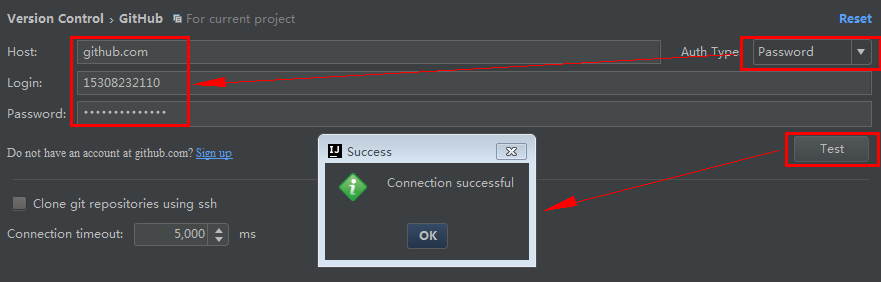 Version Control › GitHub For current project Reset
Host: github.com Auth Type Password
Login: 15308232110
Password: ••••••••••••••
Do not have an account at github.com? Sign up Test
IJ Success
Connection successful
OK
Clone git repositories using ssh
Connection timeout: 5,000 ms